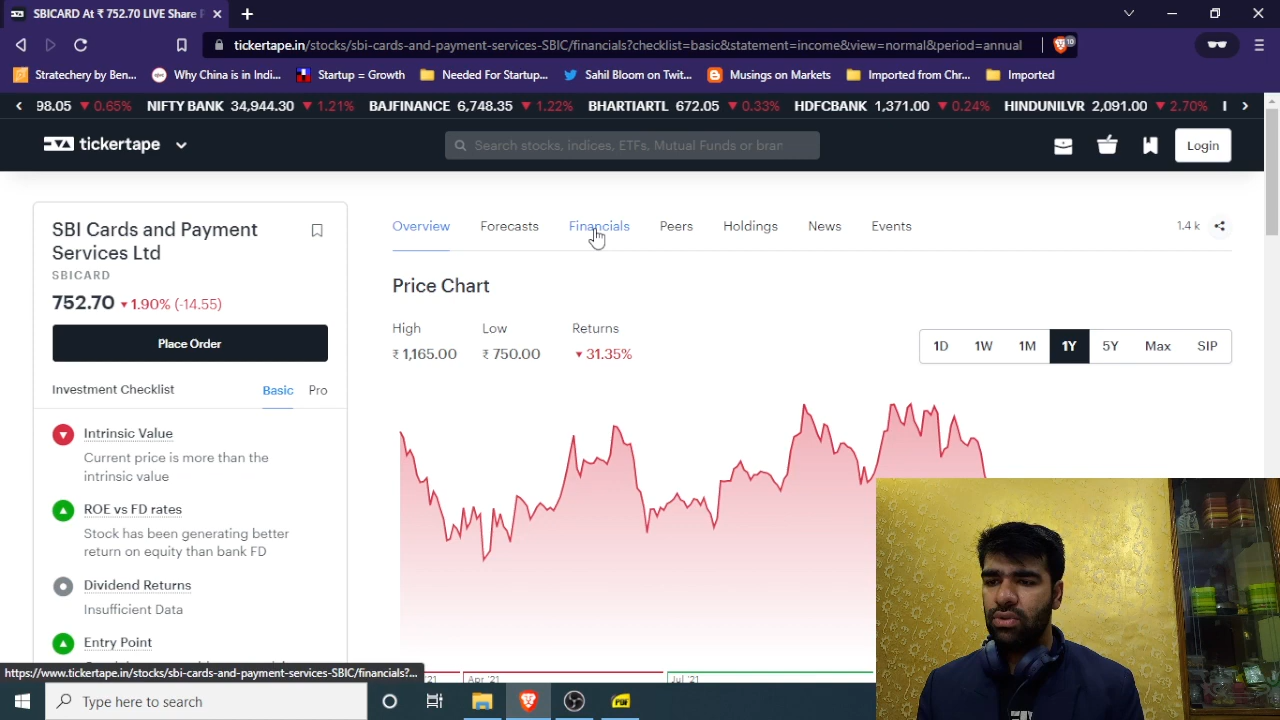 SBICARD At ₹ 752.70 LIVE Share P
tickertape.in/stocks/sbi-cards-and-payment-services-SBIC/financials?checklist=basic&statement=income&view=normal&period=annual
10
Stratechery by Ben...
Why China is in Indi...
Startup = Growth
Needed For Startup...
Sahil Bloom on Twit...
Musings on Markets
Imported from Chr...
Imported
98.05 ▼ 0.65% NIFTY BANK 34,944.30 ▼ 1.21% BAJFINANCE 6,748.35 ▼ 1.22% BHARTIARTL 672.05 ▼ 0.33% HDFCBANK 1,371.00 ▼ 0.24% HINDUNILVR 2,091.00 ▼ 2.70%
tickertape
Search stocks, indices, ETFs, Mutual Funds or bran
Login
SBI Cards and Payment
Services Ltd
SBICARD
752.70 ▼ 1.90% (-14.55)
Place Order
Investment Checklist
Basic
Pro
Intrinsic Value
Current price is more than the
intrinsic value
ROE vs FD rates
Stock has been generating better
return on equity than bank FD
Dividend Returns
Insufficient Data
Entry Point
Overview
Forecasts
Financials
Peers
Holdings
News
Events
1.4 k
Price Chart
High
Low
Returns
₹ 1,165.00
₹ 750.00
▼ 31.35%
1D
1W
1M
1Y
5Y
Max
SIP
'21
Apr '21
Jul '21
https://www.tickertape.in/stocks/sbi-cards-and-payment-services-SBIC/financials?...
Type here to search
PDF